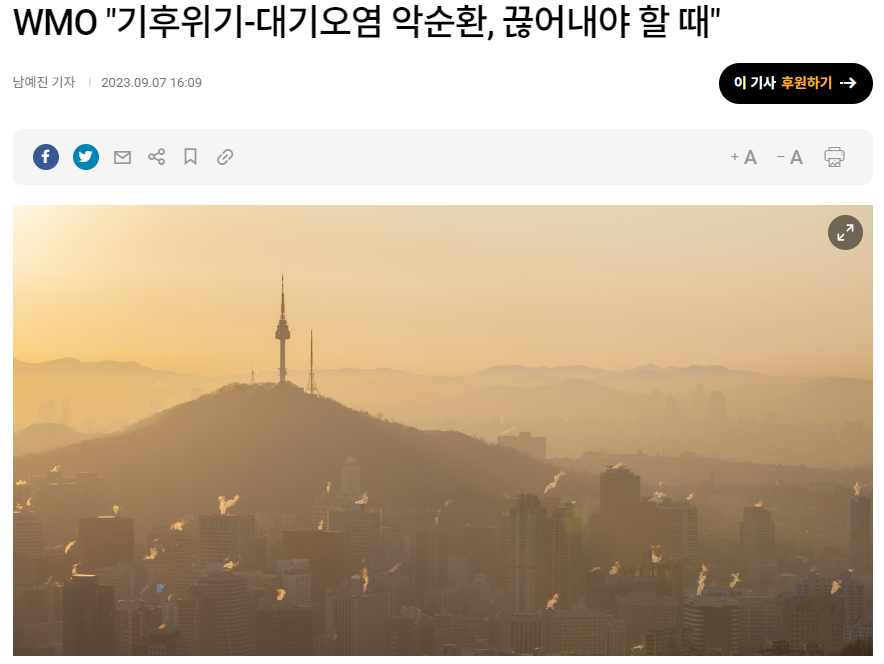 WMO "기후위기-대기오염 악순환, 끊어내야 할 때"
남예진 기자 | 2023.09.07 16:09
이 기사 후원하기 →
+ A - A